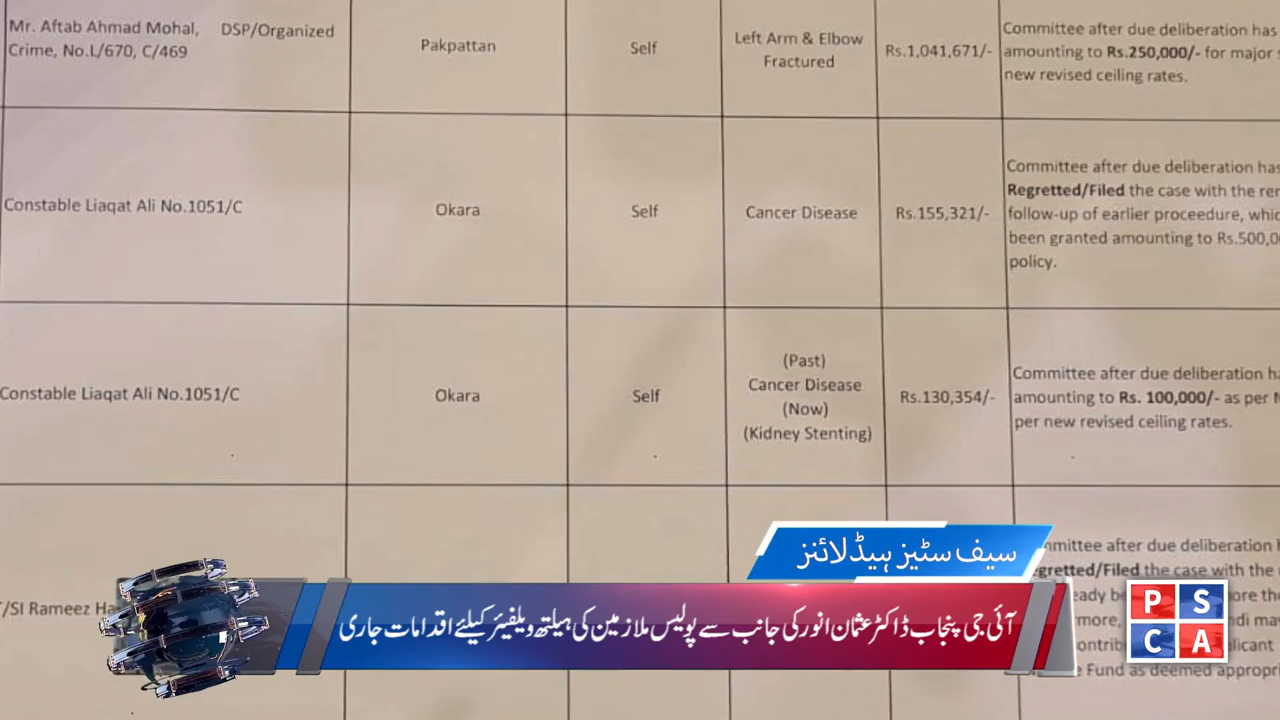 Mr. Aftab Ahmad Mohal, DSP/Organized
Crime, No.L/670, C/469
Pakpattan
Self
Left Arm & Elbow
Fractured
Rs.1,041,671/-
Committee after due deliberation has
amounting to Rs.250,000/- for major
new revised ceiling rates.
Constable Liaqat Ali No.1051/C
Okara
Self
Cancer Disease
Rs.155,321/-
Committee after due deliberation has
Regretted/Filed the case with the
follow-up of earlier proceedure,
been granted amounting to
policy.
Constable Liaqat Ali No.1051/C
Okara
Self
(Past)
Cancer Disease
(Now)
(Kidney Stenting)
Rs.130,354/-
Committee after due deliberation
amounting to Rs. 100,000/- as per
per new revised ceiling rates.
after due deliberation
the case with the
/SI Rameez
Fund as deemed
سیف سٹیز ہیڈلائنز
آئی جی پنجاب ڈاکٹر عثمان انور کی جانب سے پولیس ملازمین کی ہیلتھ ویلفیئر کیلئے اقدامات جاری
P S
C A